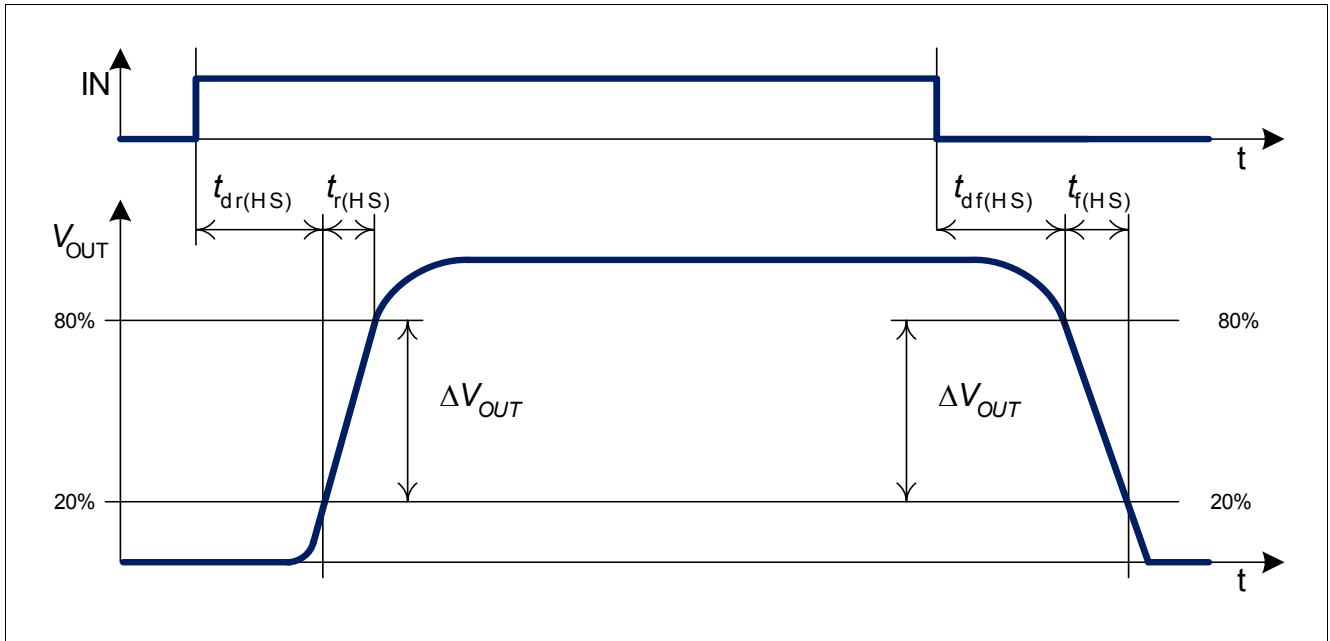 IN
t
tdr(HS) tr(HS) tdf(HS) tf(HS)
VOUT
80% 80%
ΔVOUT ΔVOUT
20% 20%
t